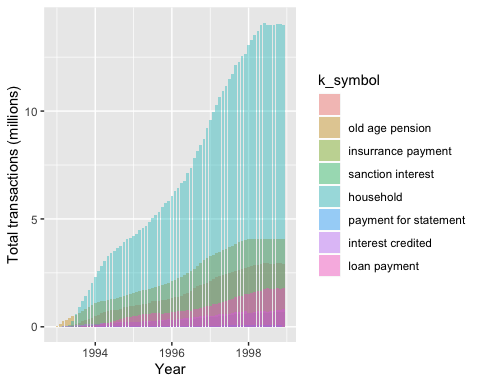 Total transactions (millions)
10
5
0
1994
1996
1998
Year
k_symbol
old age pension
insurrance payment
sanction interest
household
payment for statement
interest credited
loan payment